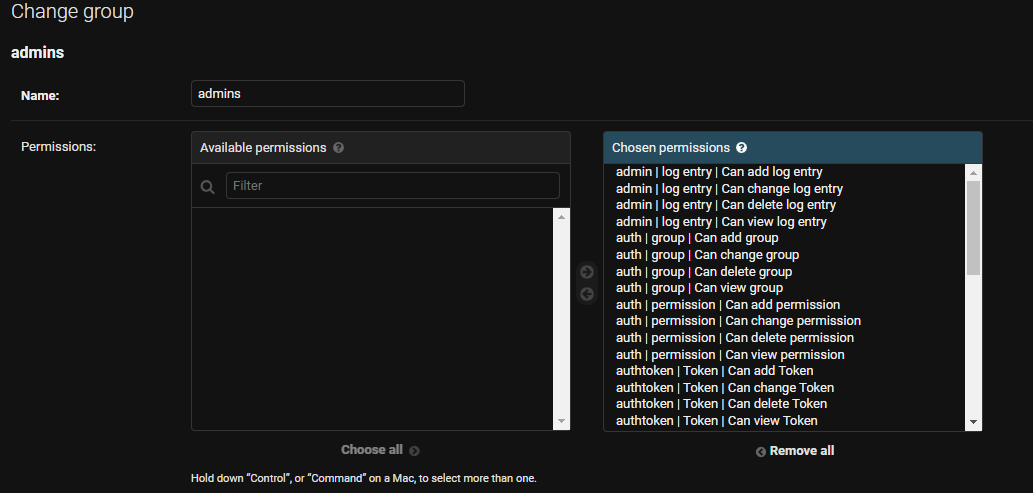 Change group
admins
Name:
admins
Permissions:
Available permissions ?
Filter
Choose all
Chosen permissions ?
admin | log entry | Can add log entry
admin | log entry | Can change log entry
admin | log entry | Can delete log entry
admin | log entry | Can view log entry
auth | group | Can add group
auth | group | Can change group
auth | group | Can delete group
auth | group | Can view group
auth | permission | Can add permission
auth | permission | Can change permission
auth | permission | Can delete permission
auth | permission | Can view permission
authtoken | Token | Can add Token
authtoken | Token | Can change Token
authtoken | Token | Can delete Token
authtoken | Token | Can view Token
Remove all
Hold down “Control”, or “Command” on a Mac, to select more than one.